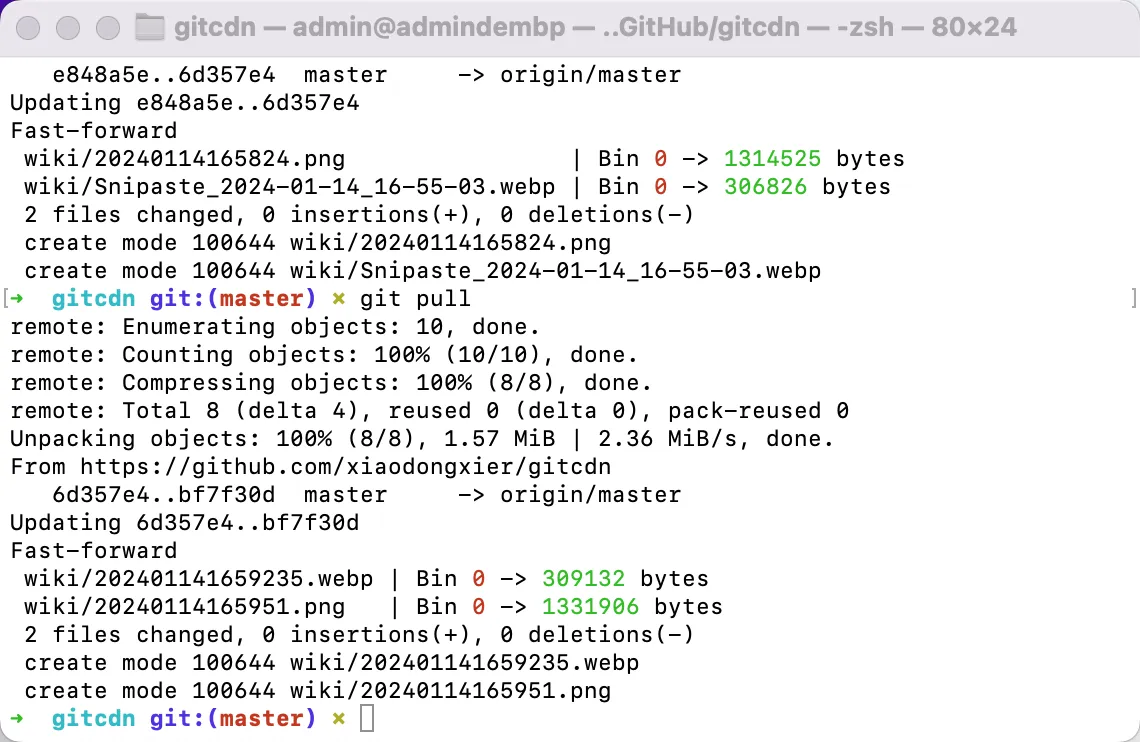 gitcdn — admin@admindembp — ..GitHub/gitcdn — -zsh — 80×24
   e848a5e..6d357e4  master     -> origin/master
Updating e848a5e..6d357e4
Fast-forward
 wiki/20240114165824.png                | Bin 0 -> 1314525 bytes
 wiki/Snipaste_2024-01-14_16-55-03.webp | Bin 0 -> 306826 bytes
 2 files changed, 0 insertions(+), 0 deletions(-)
 create mode 100644 wiki/20240114165824.png
 create mode 100644 wiki/Snipaste_2024-01-14_16-55-03.webp
[➜  gitcdn git:(master) × git pull ]
remote: Enumerating objects: 10, done.
remote: Counting objects: 100% (10/10), done.
remote: Compressing objects: 100% (8/8), done.
remote: Total 8 (delta 4), reused 0 (delta 0), pack-reused 0
Unpacking objects: 100% (8/8), 1.57 MiB | 2.36 MiB/s, done.
From https://github.com/xiaodongxier/gitcdn
   6d357e4..bf7f30d  master     -> origin/master
Updating 6d357e4..bf7f30d
Fast-forward
 wiki/202401141659235.webp | Bin 0 -> 309132 bytes
 wiki/20240114165951.png   | Bin 0 -> 1331906 bytes
 2 files changed, 0 insertions(+), 0 deletions(-)
 create mode 100644 wiki/202401141659235.webp
 create mode 100644 wiki/20240114165951.png
➜  gitcdn git:(master) ×